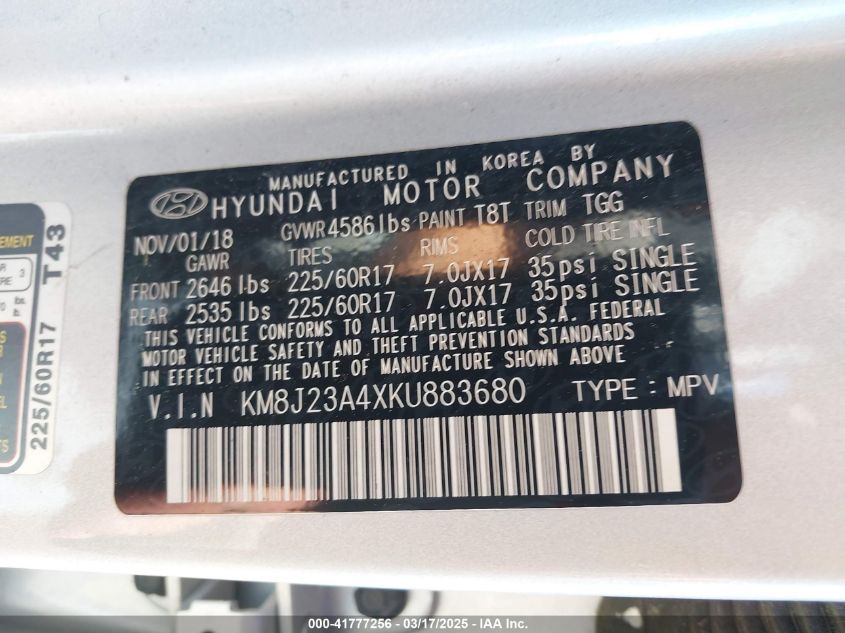 MANUFACTURED IN KOREA BY
HYUNDAI MOTOR COMPANY
NOV/01/18 GVWR 4586 lbs PAINT T8T TRIM TGG
GAWR TIRES RIMS COLD TIRE INFL
FRONT 2646 lbs 225/60R17 7.0JX17 35psi SINGLE
REAR 2535 lbs 225/60R17 7.0JX17 35psi SINGLE
THIS VEHICLE CONFORMS TO ALL APPLICABLE U.S.A. FEDERAL
MOTOR VEHICLE SAFETY AND THEFT PREVENTION STANDARDS
IN EFFECT ON THE DATE OF MANUFACTURE SHOWN ABOVE
V.I.N KM8J23A4XKU883680 TYPE : MPV
225/60R17 T43
000-41777256 — 03/17/2025 — IAA Inc.